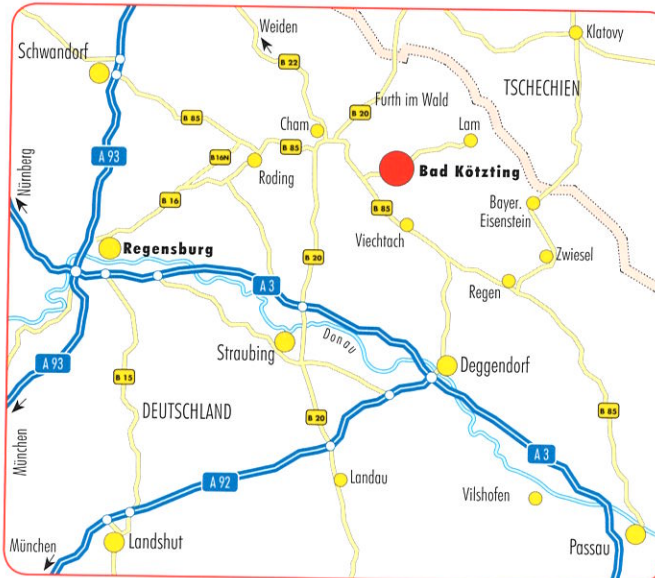 Weiden
Klatovy
Schwandorf
B 22
TSCHECHIEN
Furth im Wald
B 85
B 20
Cham
Lam
A 93
B16N
B 85
Nürnberg
Roding
Bad Kötzting
B 16
B 85
Bayer.
Eisenstein
Viechtach
Regensburg
B 20
Zwiesel
A 3
Regen
Donau
Straubing
A 93
Deggendorf
B 15
DEUTSCHLAND
B 20
B 85
München
A 3
A 92
Landau
Vilshofen
Landshut
Passau
München